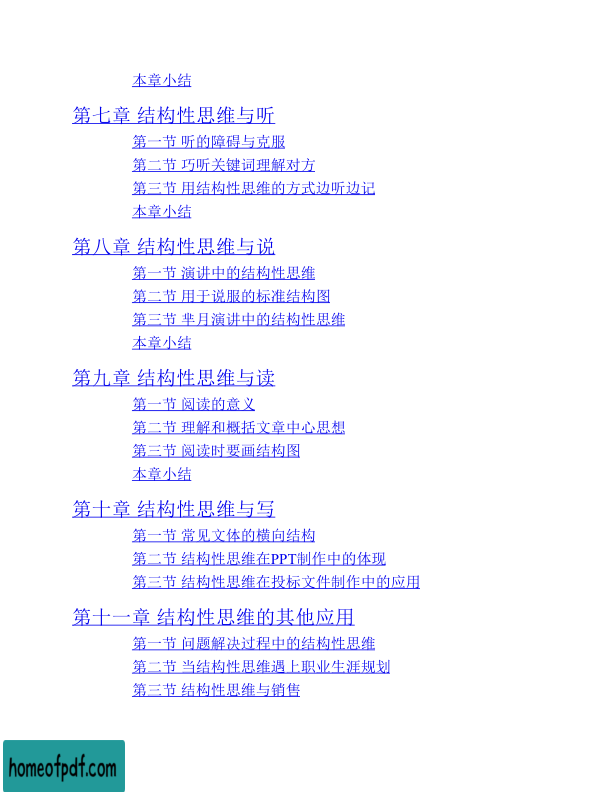 本章小结
第七章 结构性思维与听
第一节 听的障碍与克服
第二节 巧听关键词理解对方
第三节 用结构性思维的方式边听边记
本章小结
第八章 结构性思维与说
第一节 演讲中的结构性思维
第二节 用于说服的标准结构图
第三节 芈月演讲中的结构性思维
本章小结
第九章 结构性思维与读
第一节 阅读的意义
第二节 理解和概括文章中心思想
第三节 阅读时要画结构图
本章小结
第十章 结构性思维与写
第一节 常见文体的横向结构
第二节 结构性思维在PPT制作中的体现
第三节 结构性思维在投标文件制作中的应用
第十一章 结构性思维的其他应用
第一节 问题解决过程中的结构性思维
第二节 当结构性思维遇上职业生涯规划
第三节 结构性思维与销售
homeofpdf.com